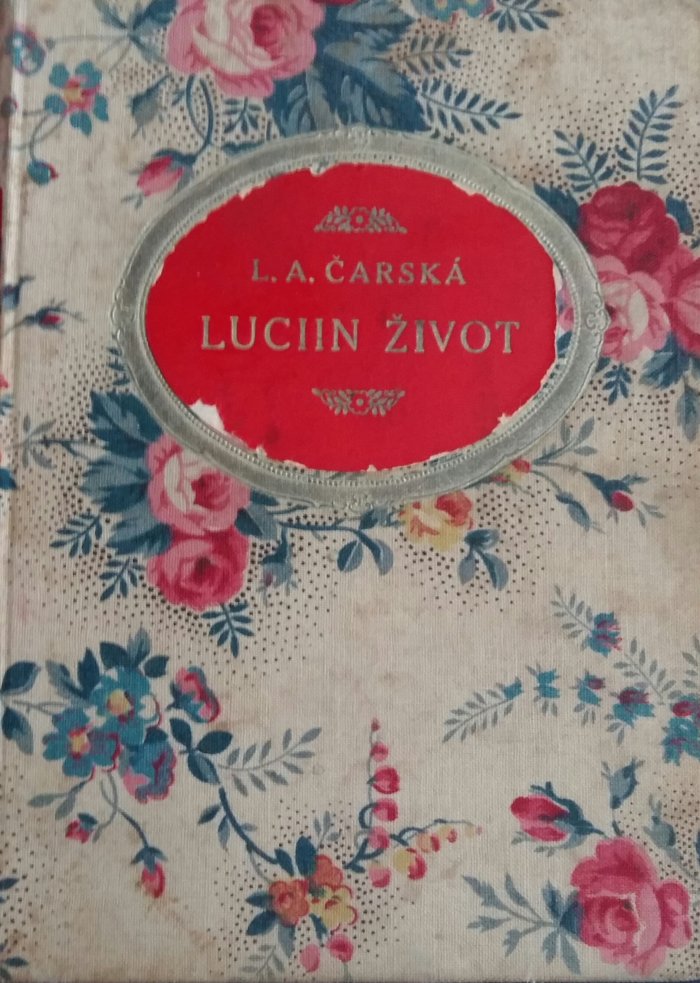 L. A. ČARSKÁ
LUCIIN ŽIVOT